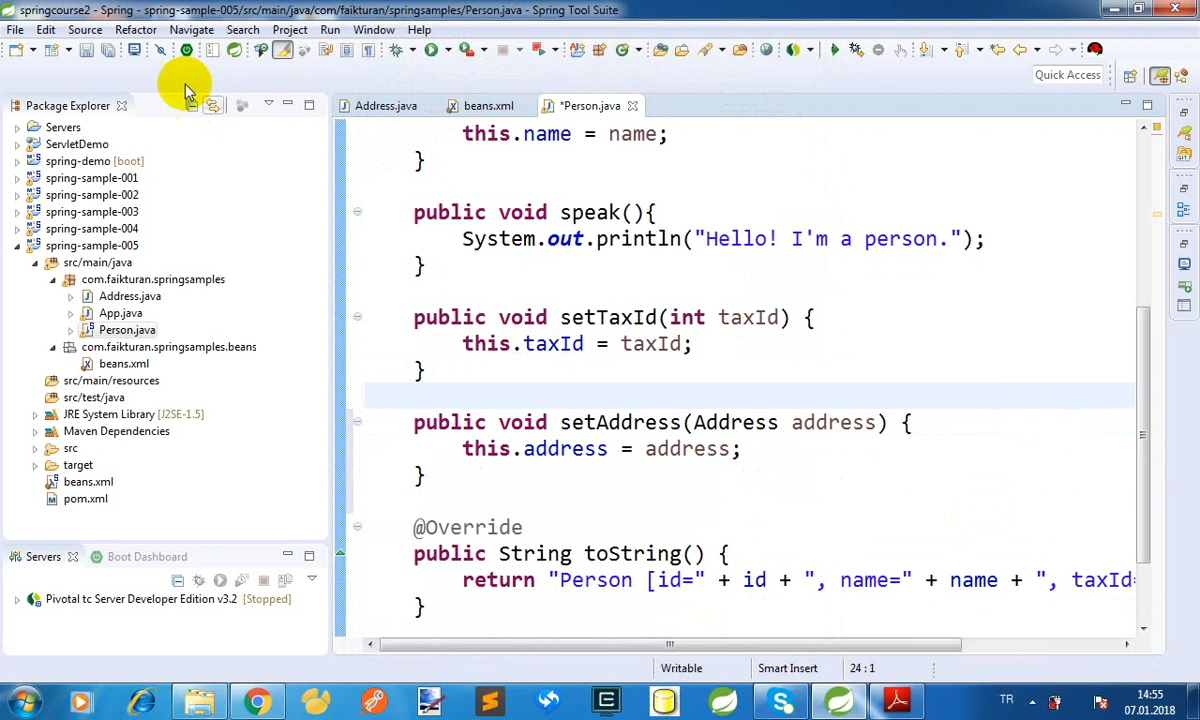 springcourse2 - Spring - spring-sample-005/src/main/java/com/faikturan/springsamples/Person.java - Spring Tool Suite
File Edit Source Refactor Navigate Search Project Run Window Help
Quick Access
Package Explorer
Address.java beans.xml *Person.java
Servers
ServletDemo
spring-demo [boot]
spring-sample-001
spring-sample-002
spring-sample-003
spring-sample-004
spring-sample-005
src/main/java
com.faikturan.springsamples
Address.java
App.java
Person.java
com.faikturan.springsamples.beans
beans.xml
src/main/resources
src/test/java
JRE System Library [J2SE-1.5]
Maven Dependencies
src
target
beans.xml
pom.xml
this.name = name;
}
public void speak(){
System.out.println("Hello! I'm a person.");
}
public void setTaxId(int taxId) {
this.taxId = taxId;
}
public void setAddress(Address address) {
this.address = address;
}
@Override
public String toString() {
return "Person [id=" + id + ", name=" + name + ", taxId=
}
Servers Boot Dashboard
Pivotal tc Server Developer Edition v3.2 [Stopped]
Writable Smart Insert 24 : 1
TR 14:55
07.01.2018